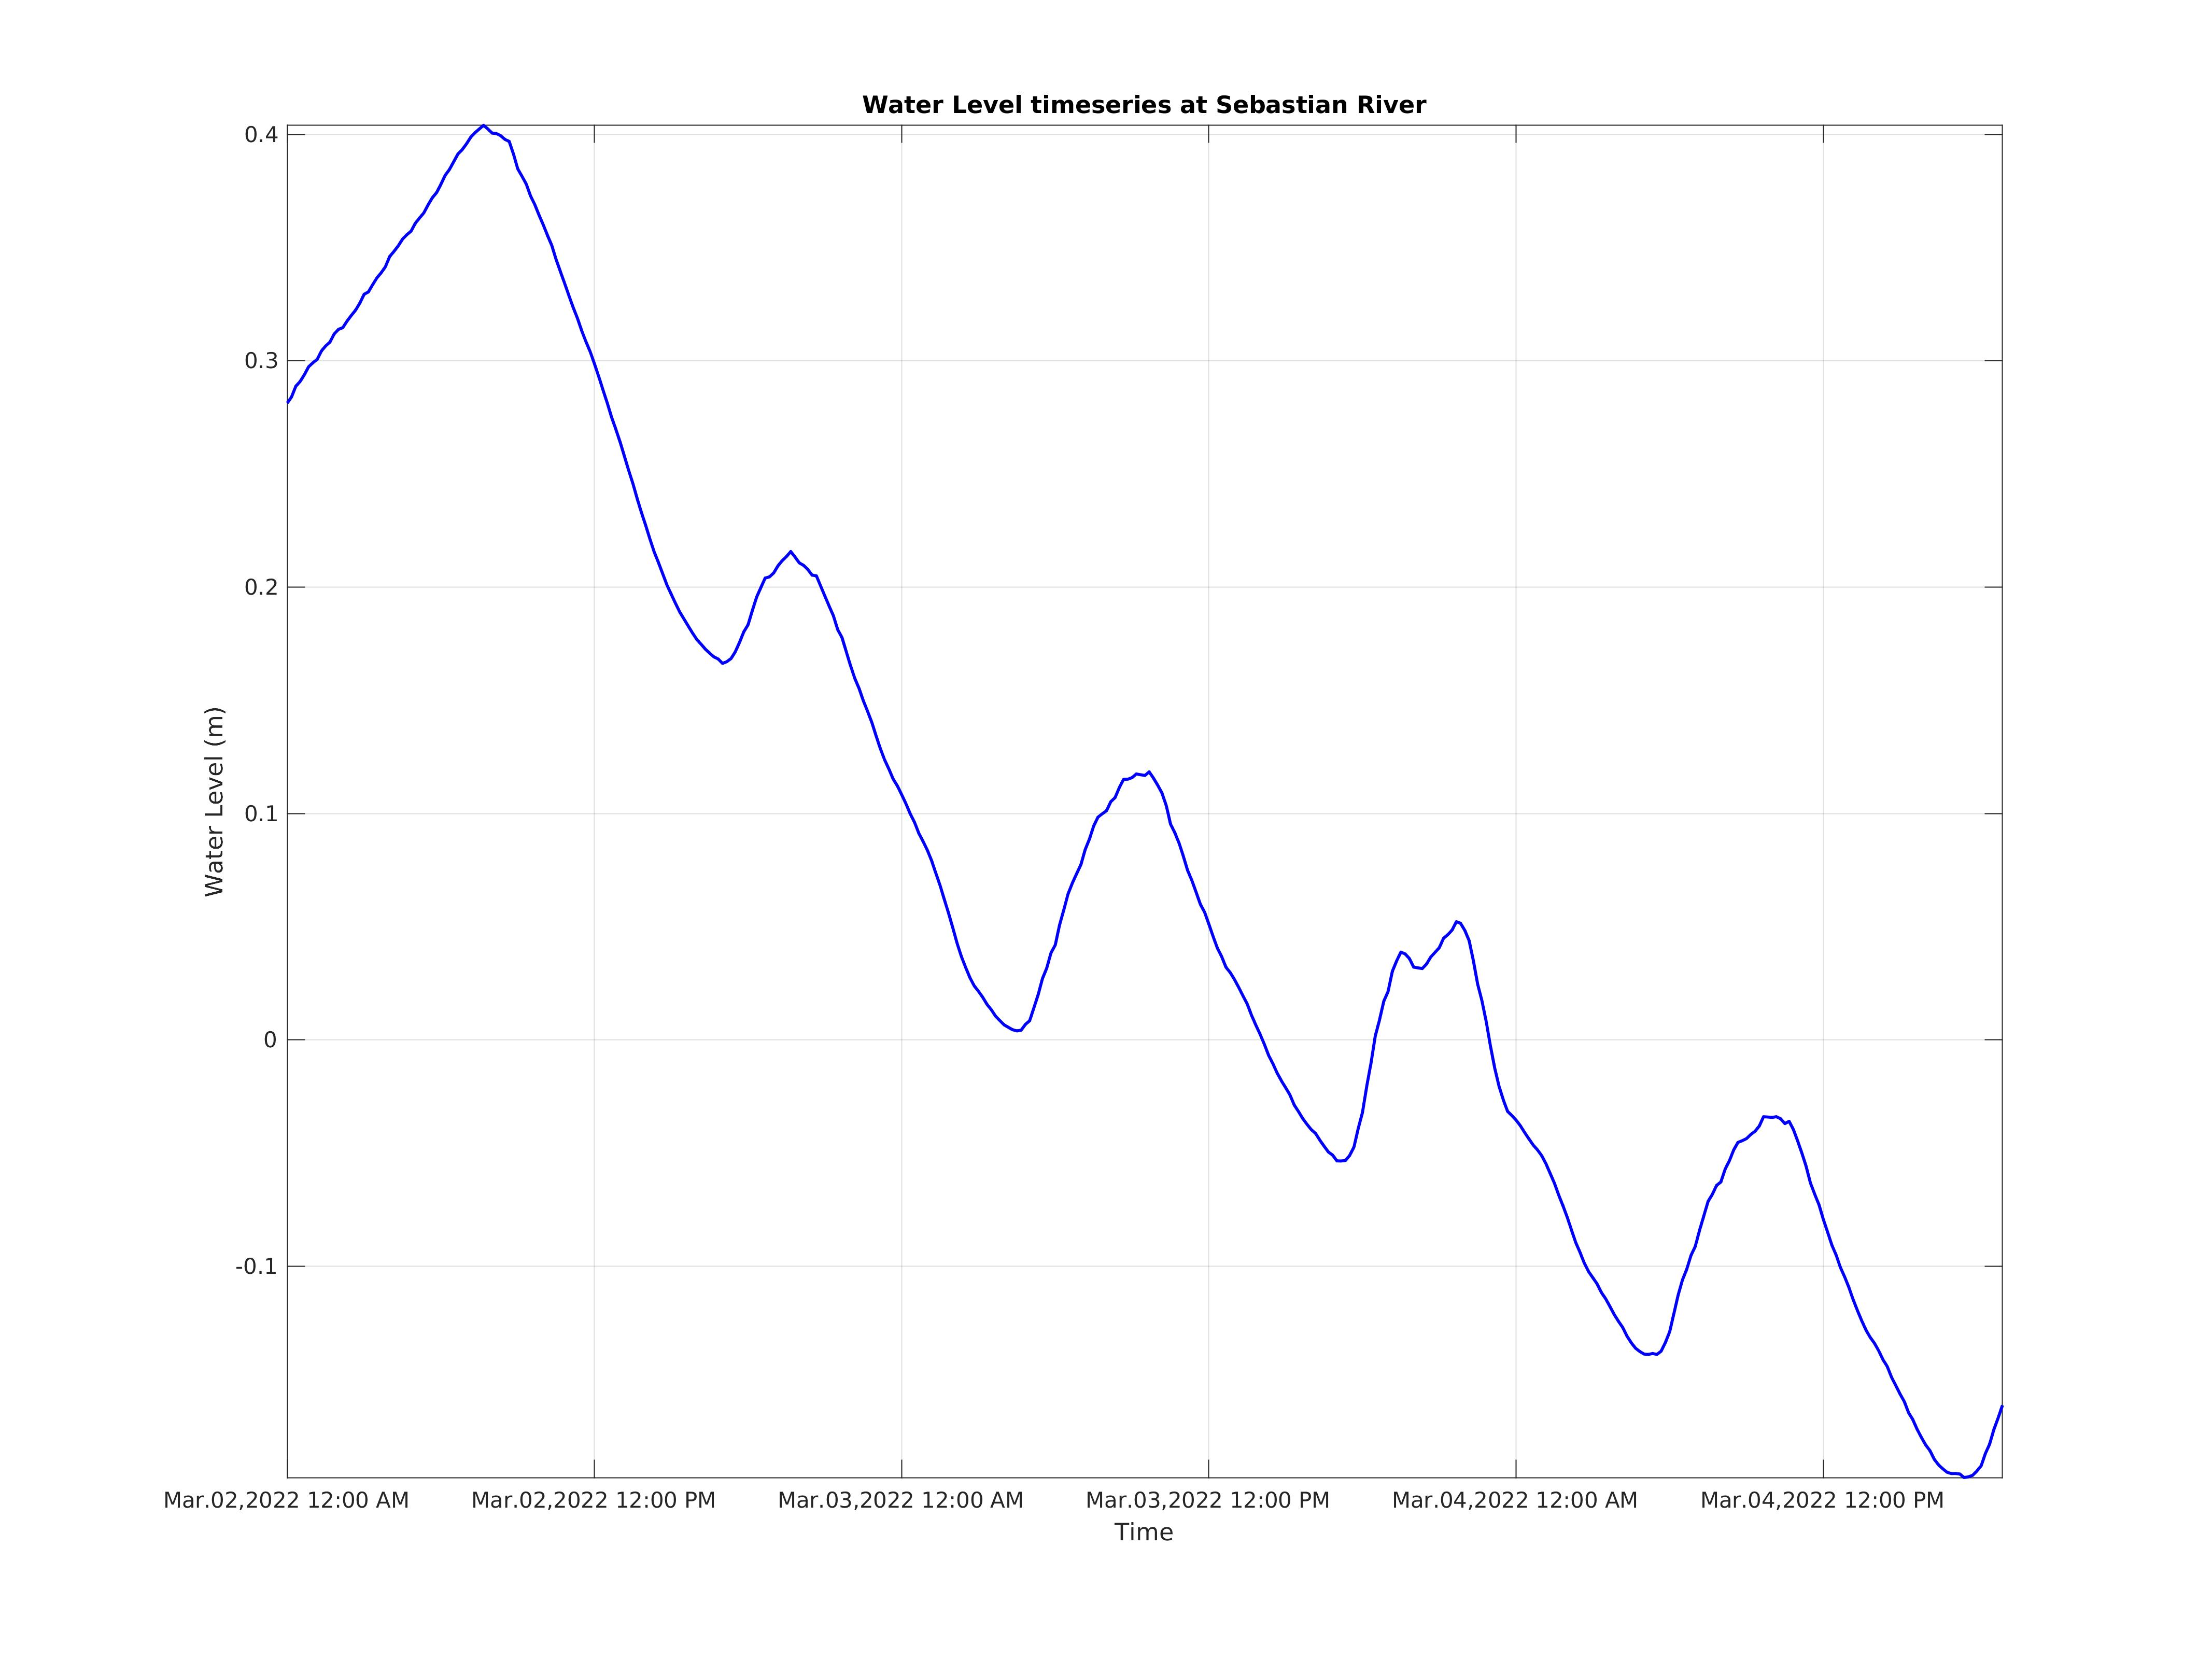 Water Level timeseries at Sebastian River
0.4
0.3
0.2
0.1
0
-0.1
Water Level (m)
Mar.02,2022 12:00 AM Mar.02,2022 12:00 PM Mar.03,2022 12:00 AM Mar.03,2022 12:00 PM Mar.04,2022 12:00 AM Mar.04,2022 12:00 PM
Time